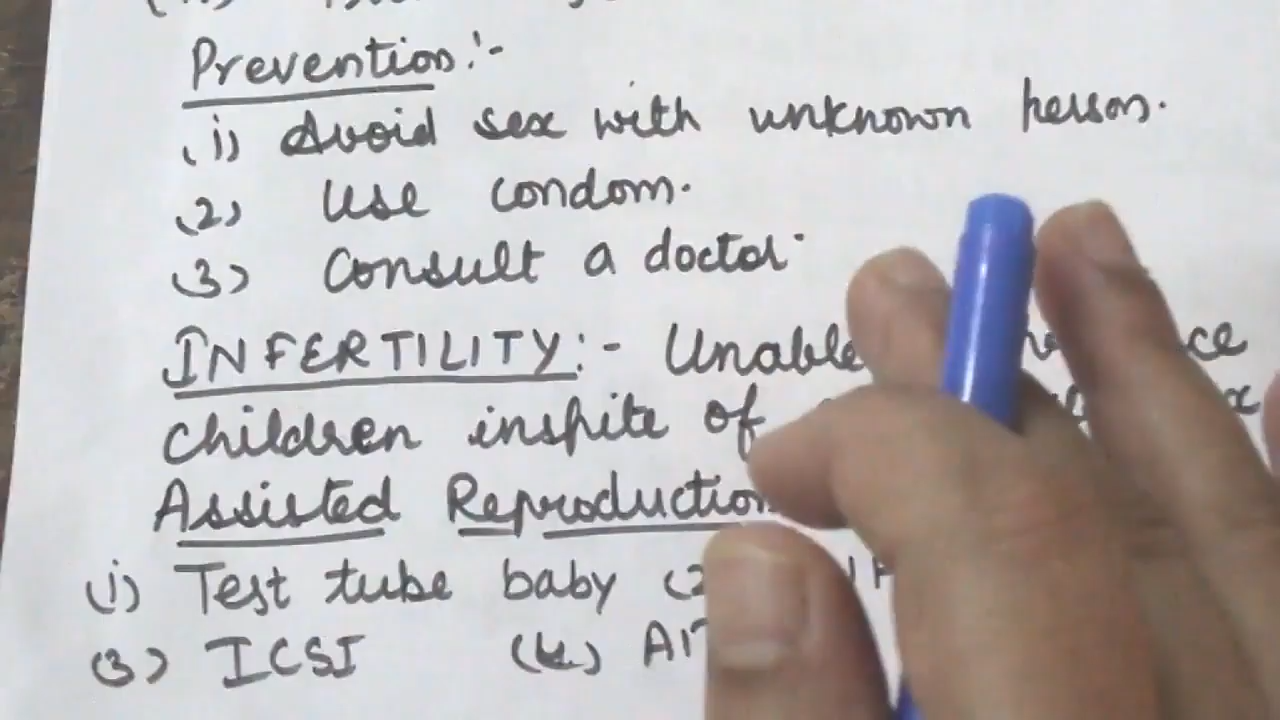 Prevention:-
(i) Avoid sex with unknown person.
(2) Use condom.
(3) Consult a doctor.
INFERTILITY:- Unable
children inspite of
Assisted Reproduction
(i) Test tube baby (2)
(3) ICSI (4)